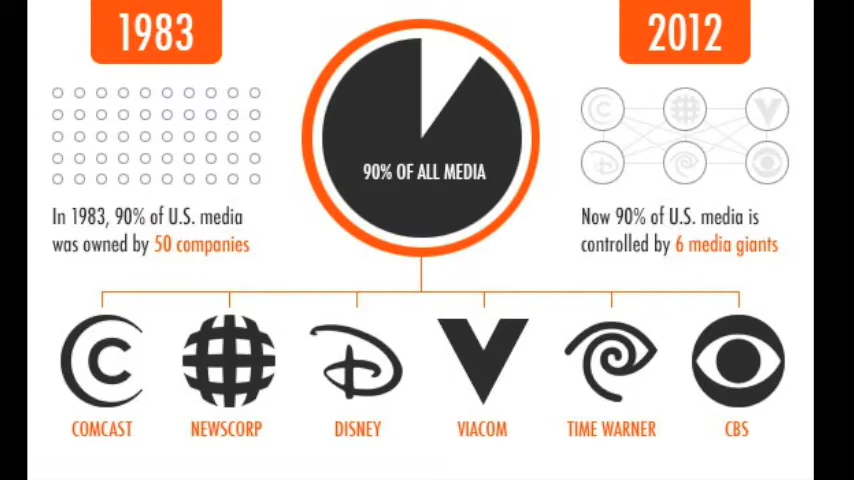 1983
2012
90% OF ALL MEDIA
In 1983, 90% of U.S. media
was owned by 50 companies
Now 90% of U.S. media is
controlled by 6 media giants
COMCAST
NEWSCORP
DISNEY
VIACOM
TIME WARNER
CBS